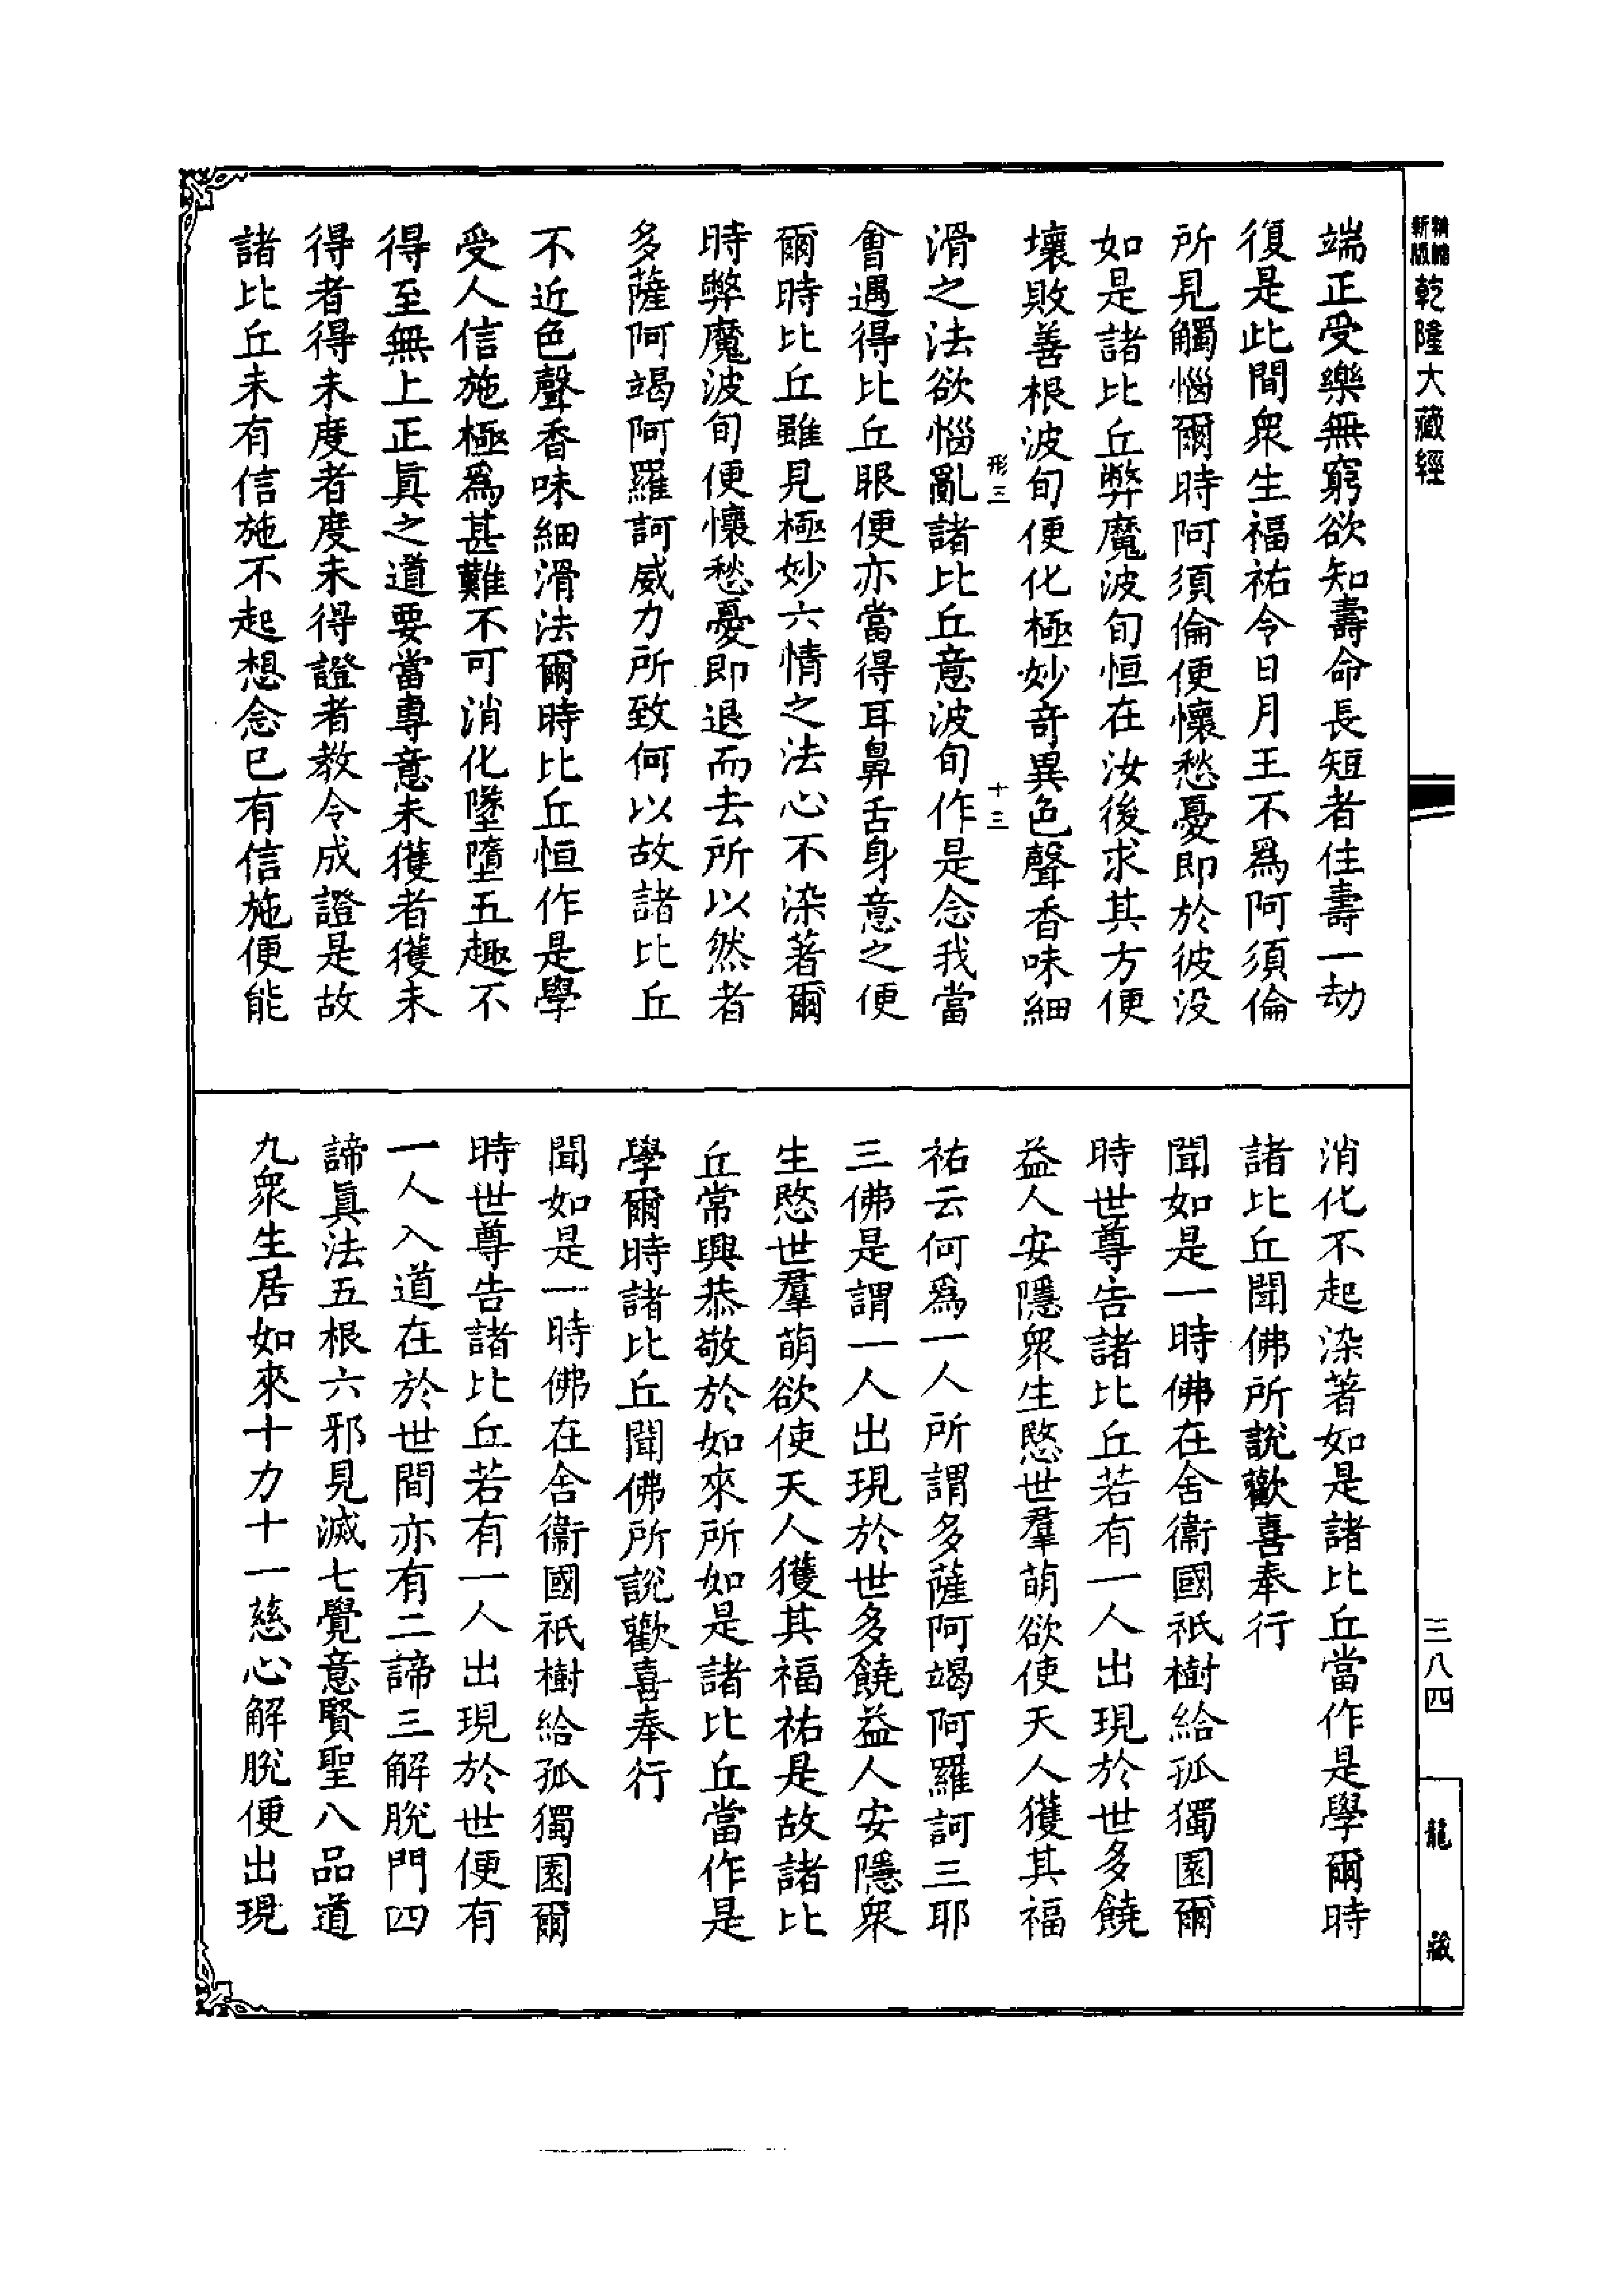 精縮新版乾隆大藏經
端正受樂無窮欲知壽命長短者住壽一劫
復是此間衆生福祐令日月王不爲阿須倫
所見觸惱爾時阿須倫便懷愁憂即於彼没
如是諸比丘弊魔波旬恒在汝後求其方便
壞敗善根波旬便化極妙竒異色聲香味細
形三 十三
滑之法欲惱亂諸比丘意波旬作是念我當
會遇得比丘眼便亦當得耳鼻舌身意之便
爾時比丘雖見極妙六情之法心不染著爾
時弊魔波旬便懷愁憂即退而去所以然者
多薩阿竭阿羅訶威力所致何以故諸比丘
不近色聲香味細滑法爾時比丘恒作是學
受人信施極爲甚難不可消化墜墮五趣不
得至無上正眞之道要當專意未獲者獲未
得者得未度者度未得證者教令成證是故
諸比丘未有信施不起想念已有信施便能
消化不起染著如是諸比丘當作是學爾時
諸比丘聞佛所說歡喜奉行
聞如是一時佛在舍衞國祇樹給孤獨園爾
時世尊告諸比丘若有一人出現於世多饒
益人安隱衆生愍世羣萌欲使天人獲其福
祐云何爲一人所謂多薩阿竭阿羅訶三耶
三佛是謂一人出現於世多饒益人安隱衆
生愍世羣萌欲使天人獲其福祐是故諸比
丘常興恭敬於如來所如是諸比丘當作是
學爾時諸比丘聞佛所說歡喜奉行
聞如是一時佛在舍衞國祇樹給孤獨園爾
時世尊告諸比丘若有一人出現於世便有
一人入道在於世間亦有二諦三解脫門四
諦眞法五根六邪見滅七覺意賢聖八品道
九衆生居如來十力十一慈心解脫便出現
三八四
龍藏